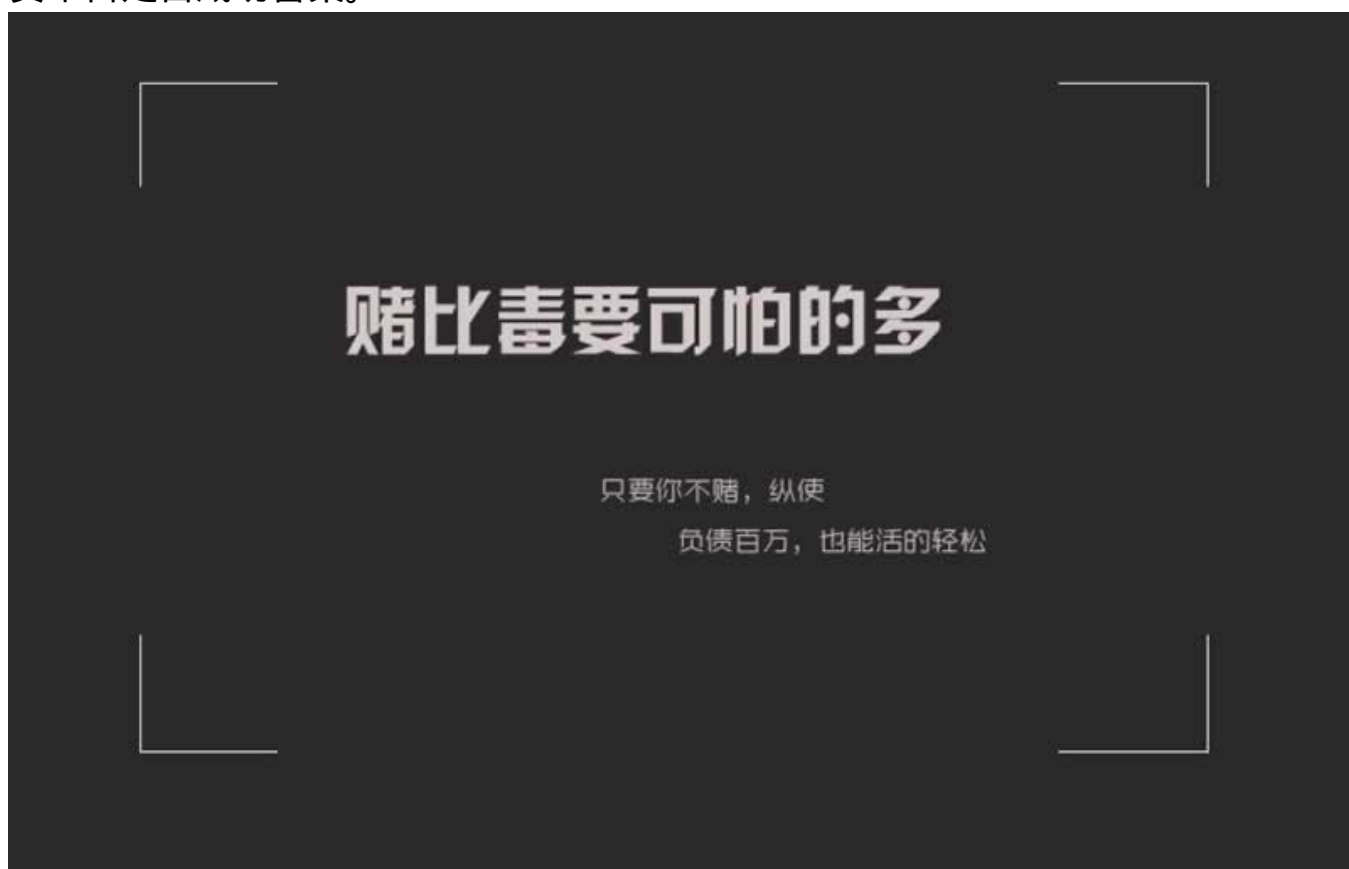 赌比毒要可怕的多
只要你不赌，纵使
负债百万，也能活的轻松